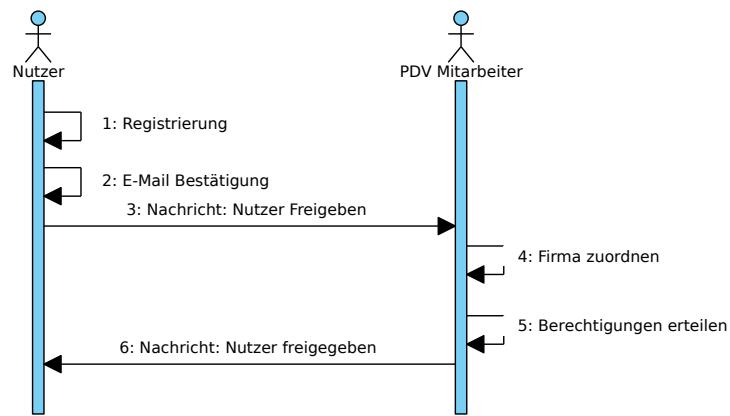 Nutzer
PDV Mitarbeiter
1: Registrierung
2: E-Mail Bestätigung
3: Nachricht: Nutzer Freigeben
4: Firma zuordnen
5: Berechtigungen erteilen
6: Nachricht: Nutzer freigegeben